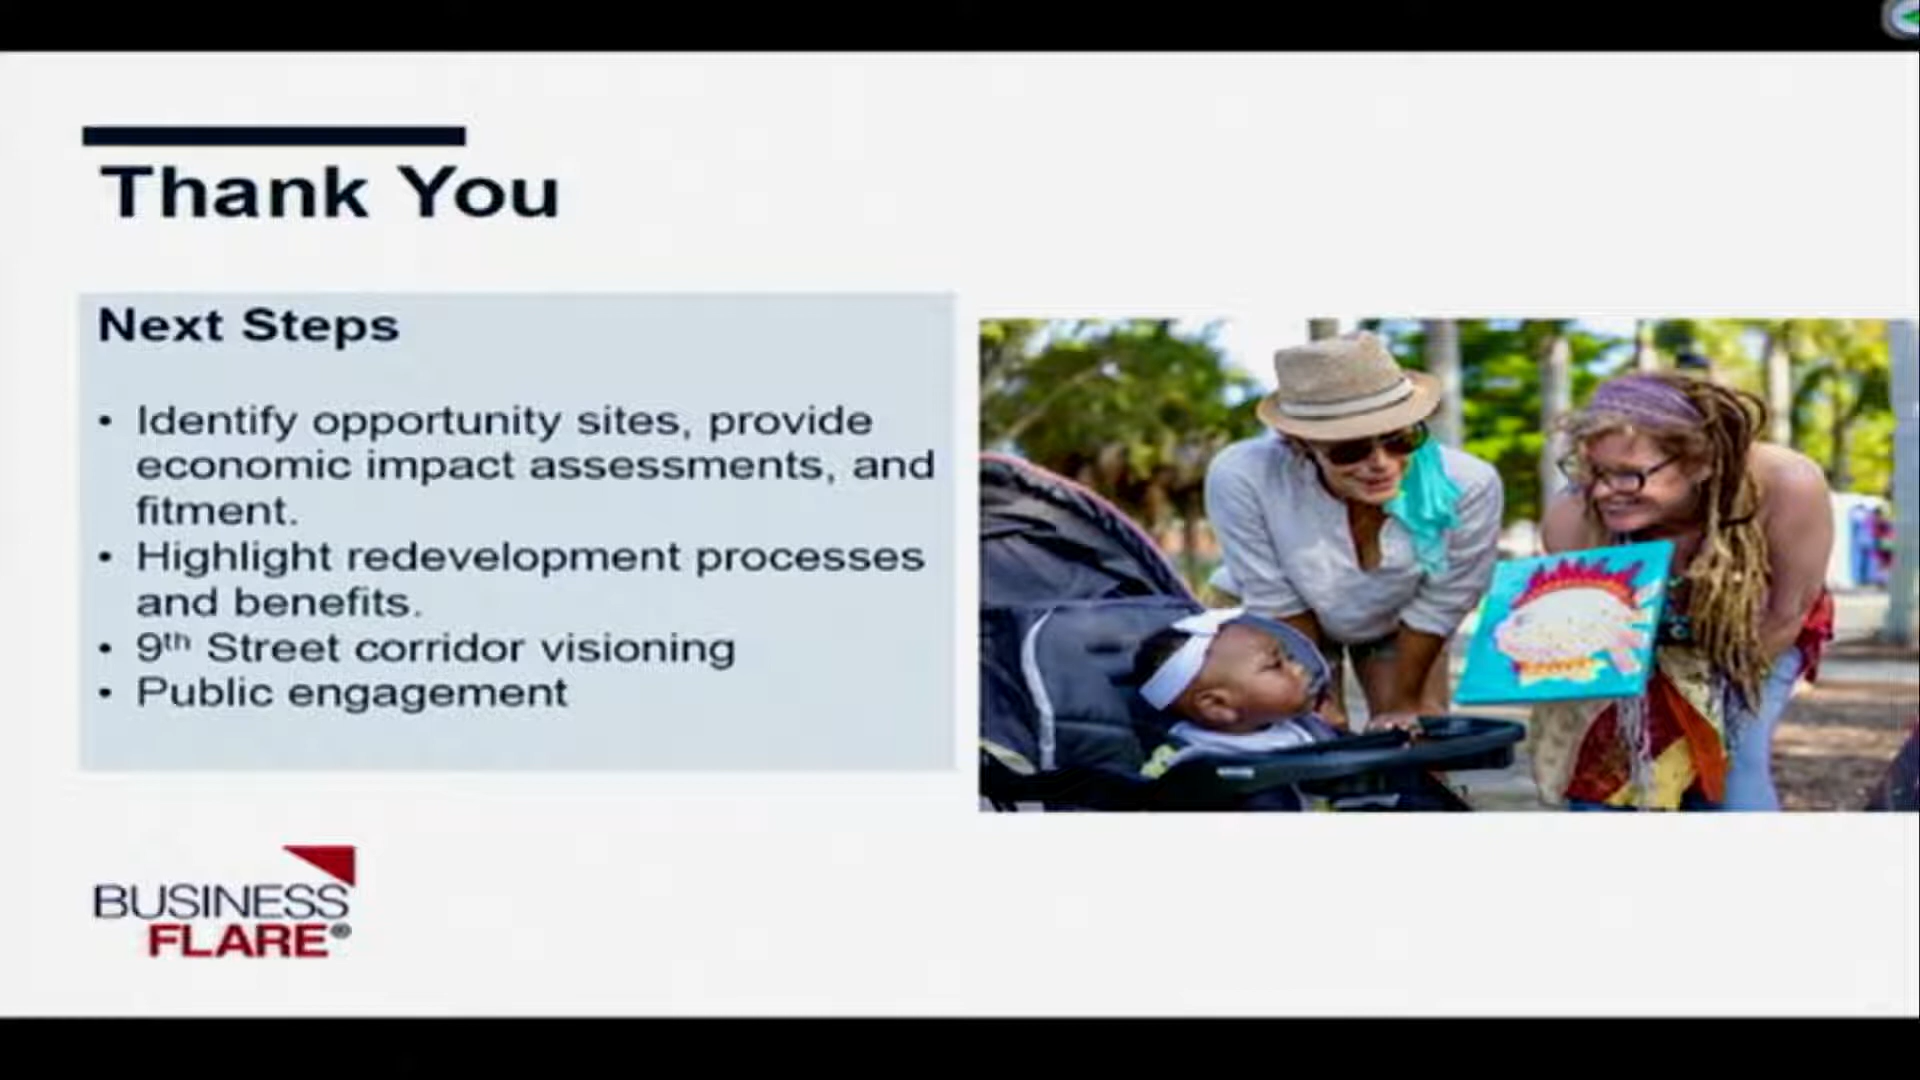 Thank You
Next Steps
• Identify opportunity sites, provide
economic impact assessments, and
fitment.
• Highlight redevelopment processes
and benefits.
• 9th Street corridor visioning
• Public engagement
BUSINESS
FLARE®